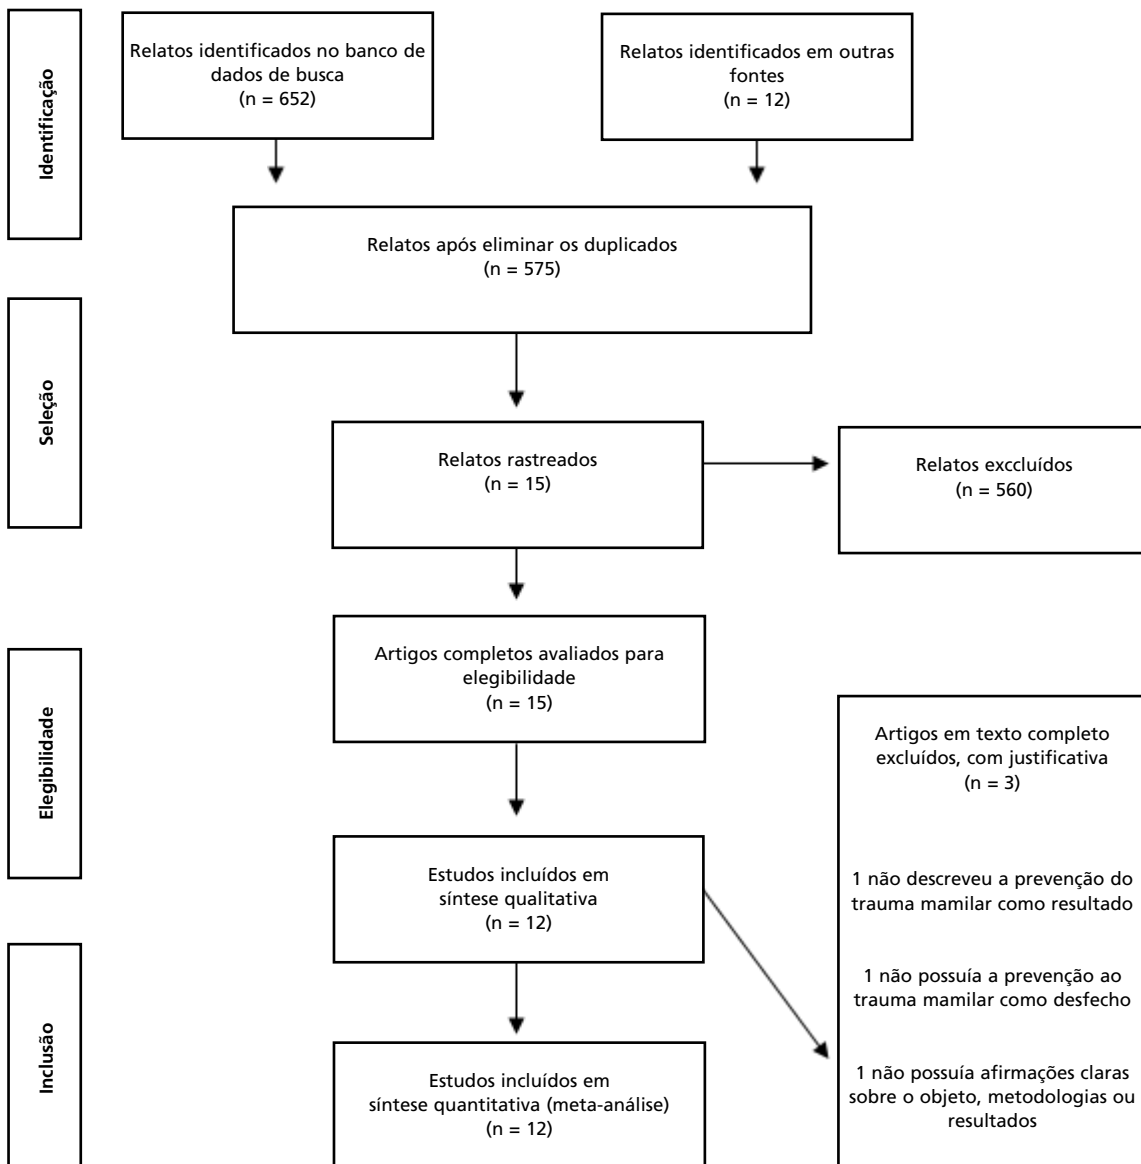 Identificação
Relatos identificados no banco de
dados de busca
(n = 652)
Relatos identificados em outras
fontes
(n = 12)
Relatos após eliminar os duplicados
(n = 575)
Seleção
Relatos rastreados
(n = 15)
Relatos exccluídos
(n = 560)
Elegibilidade
Artigos completos avaliados para
elegibilidade
(n = 15)
Artigos em texto completo
excluídos, com justificativa
(n = 3)
1 não descreveu a prevenção do
trauma mamilar como resultado
1 não possuía a prevenção ao
trauma mamilar como desfecho
1 não possuía afirmações claras
sobre o objeto, metodologias ou
resultados
Estudos incluídos em
síntese qualitativa
(n = 12)
Inclusão
Estudos incluídos em
síntese quantitativa (meta-análise)
(n = 12)